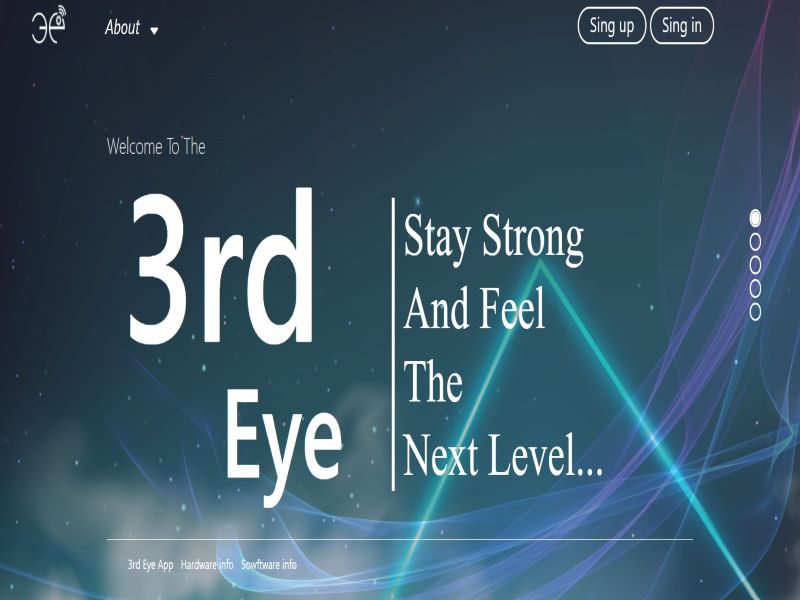 About
Sing up
Sing in
Welcome To The
3rd
Eye
Stay Strong
And Feel
The
Next Level...
3rd Eye App Hardware info Sowftware info